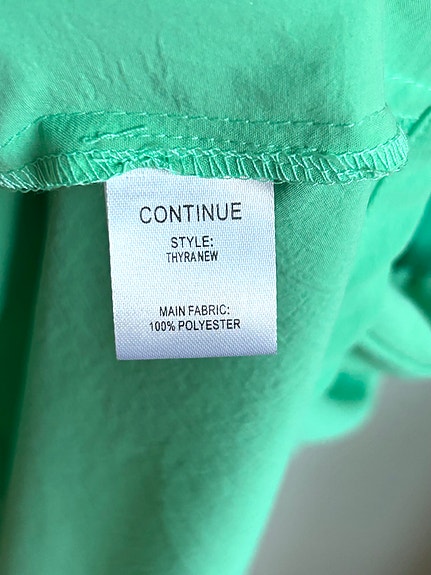 CONTINUE
STYLE:
THYRANEW
MAIN FABRIC:
100% POLYESTER